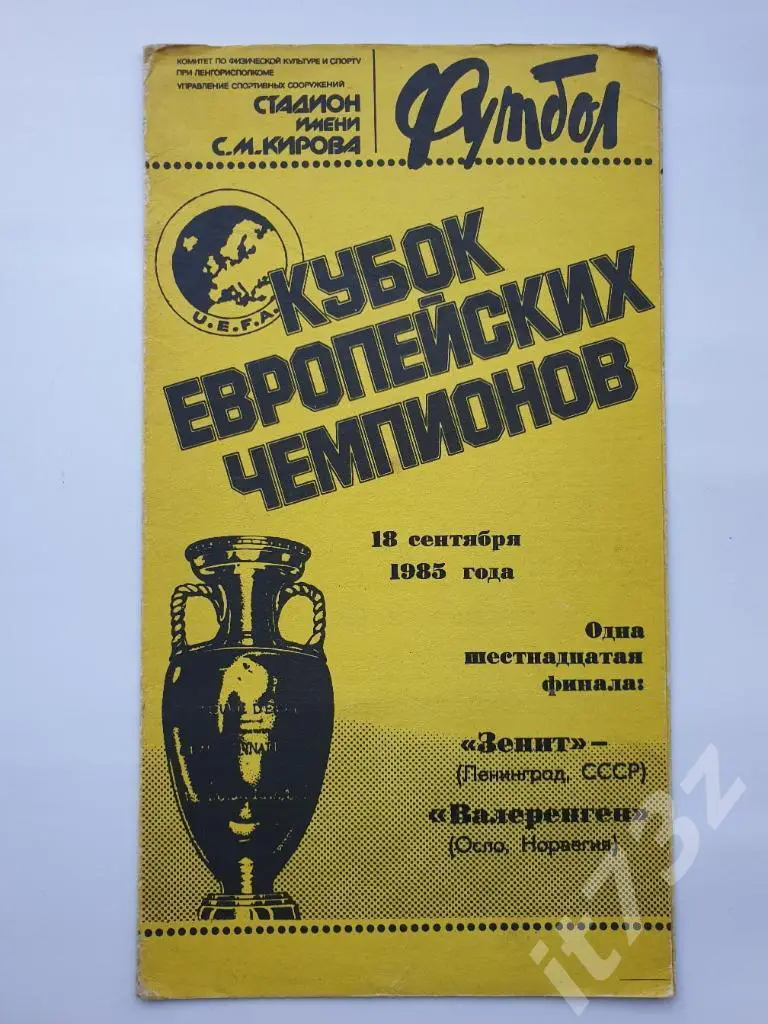 КОМИТЕТ ПО ФИЗИЧЕСКОЙ КУЛЬТУРЕ И СПОРТУ
ПРИ ЛЕНГОРИСПОЛКОМЕ
УПРАВЛЕНИЕ СПОРТИВНЫХ СООРУЖЕНИЙ
СТАДИОН
ИМЕНИ
С.М.КИРОВА
Футбол
U.E.F.A.
КУБОК
ЕВРОПЕЙСКИХ
ЧЕМПИОНОВ
18 сентября
1985 года
Одна
шестнадцатая
финала:
«Зенит»–
(Ленинград, СССР)
«Валеренген»
(Осло, Норвегия)
it73z